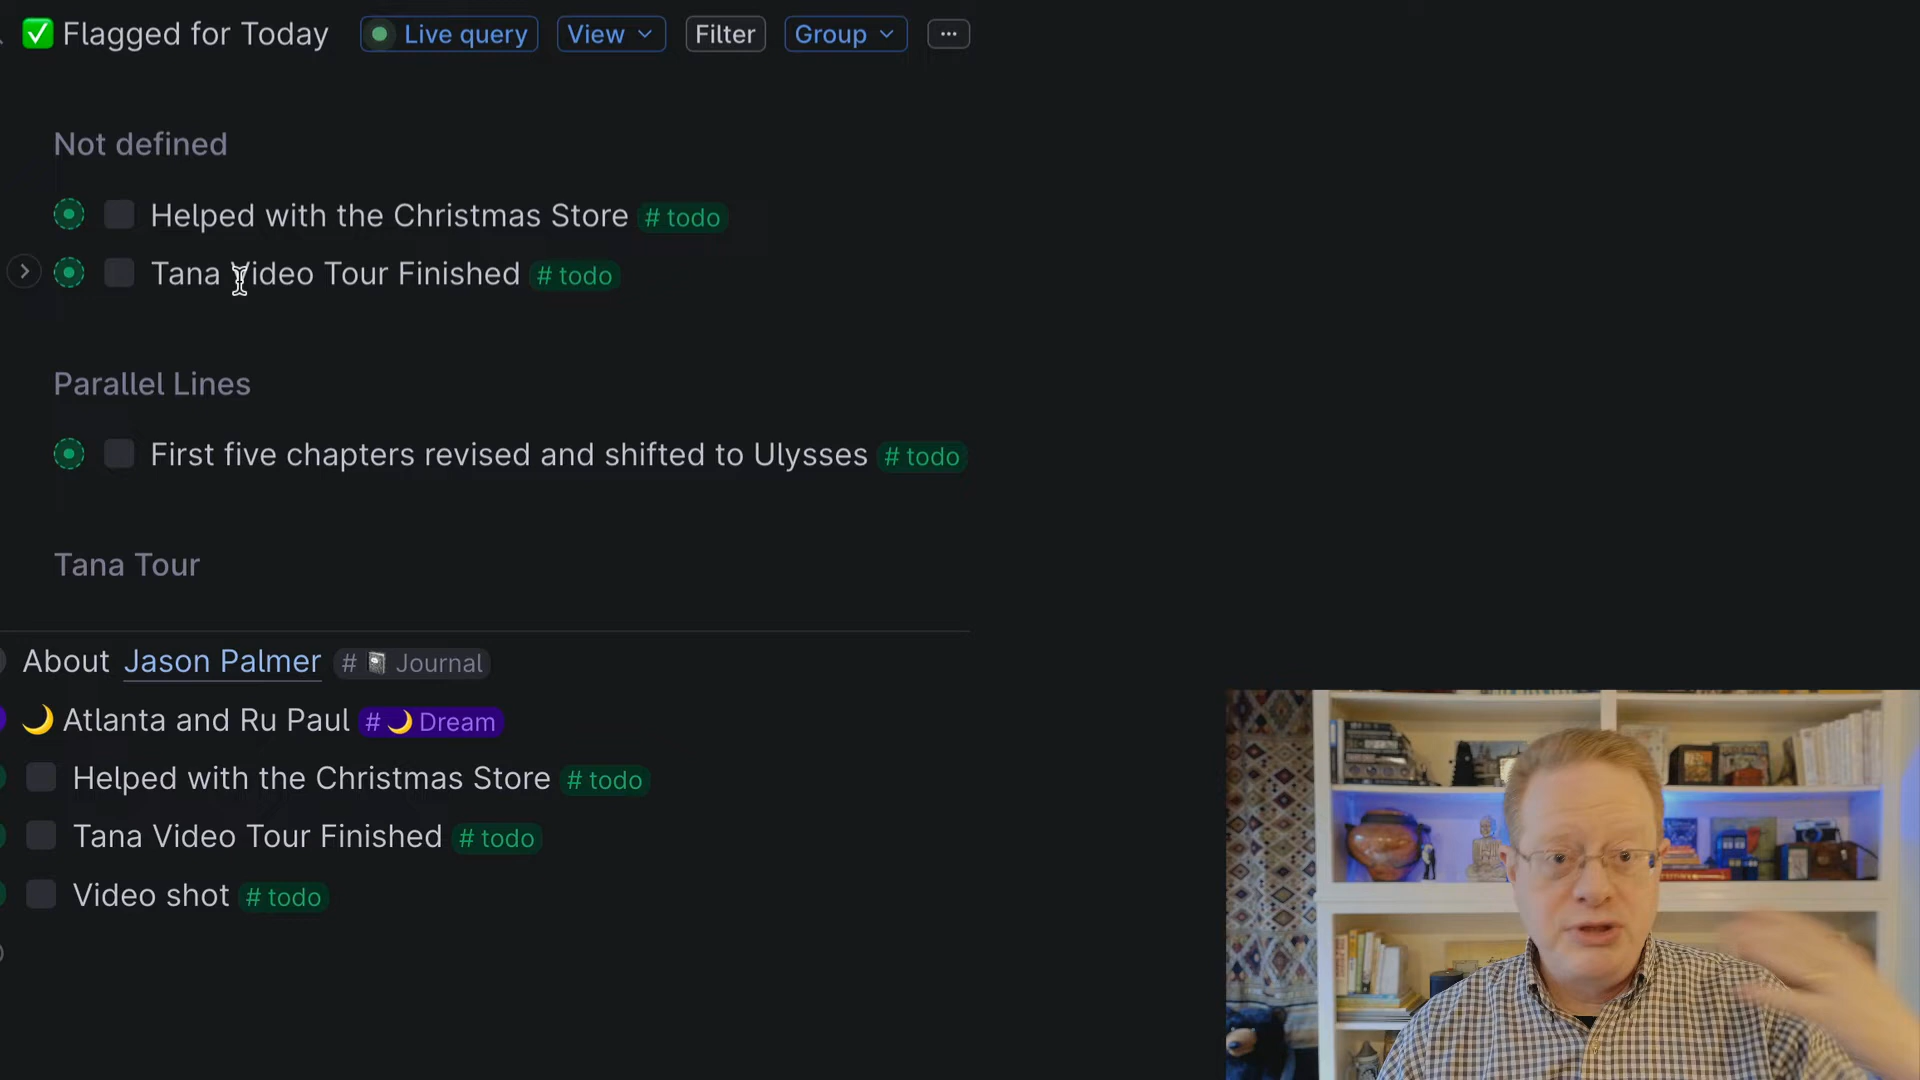 Flagged for Today Live query View Filter Group ...
Not defined
Helped with the Christmas Store # todo
Tana Video Tour Finished # todo
Parallel Lines
First five chapters revised and shifted to Ulysses # todo
Tana Tour
About Jason Palmer # Journal
Atlanta and Ru Paul # Dream
Helped with the Christmas Store # todo
Tana Video Tour Finished # todo
Video shot # todo